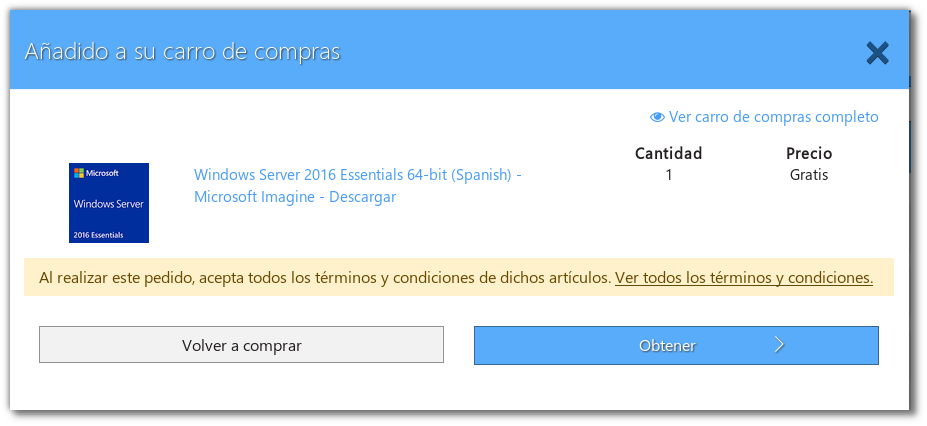 Añadido a su carro de compras
Ver carro de compras completo
Cantidad
Precio
Microsoft
Windows Server
2016 Essentials
Windows Server 2016 Essentials 64-bit (Spanish) -
Microsoft Imagine - Descargar
1
Gratis
Al realizar este pedido, acepta todos los términos y condiciones de dichos artículos. Ver todos los términos y condiciones.
Volver a comprar
Obtener